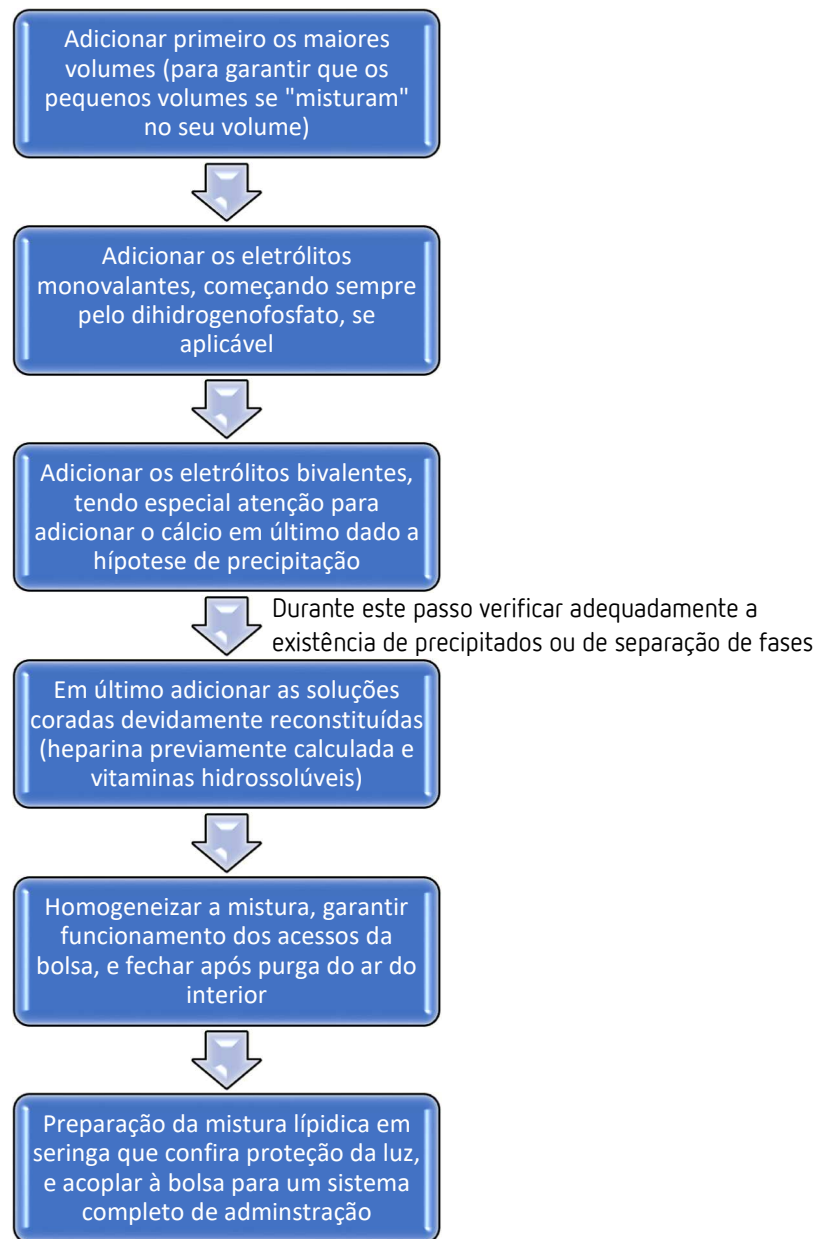 Adicionar primeiro os maiores
volumes (para garantir que os
pequenos volumes se "misturam"
no seu volume)
Adicionar os eletrólitos
monovalantes, começando sempre
pelo dihidrogenofosfato, se
aplicável
Adicionar os eletrólitos bivalentes,
tendo especial atenção para
adicionar o cálcio em último dado a
hípotese de precipitação
Durante este passo verificar adequadamente a
existência de precipitados ou de separação de fases
Em último adicionar as soluções
coradas devidamente reconstituídas
(heparina previamente calculada e
vitaminas hidrossolúveis)
Homogeneizar a mistura, garantir
funcionamento dos acessos da
bolsa, e fechar após purga do ar do
interior
Preparação da mistura lípidica em
seringa que confira proteção da luz,
e acoplar à bolsa para um sistema
completo de adminstração